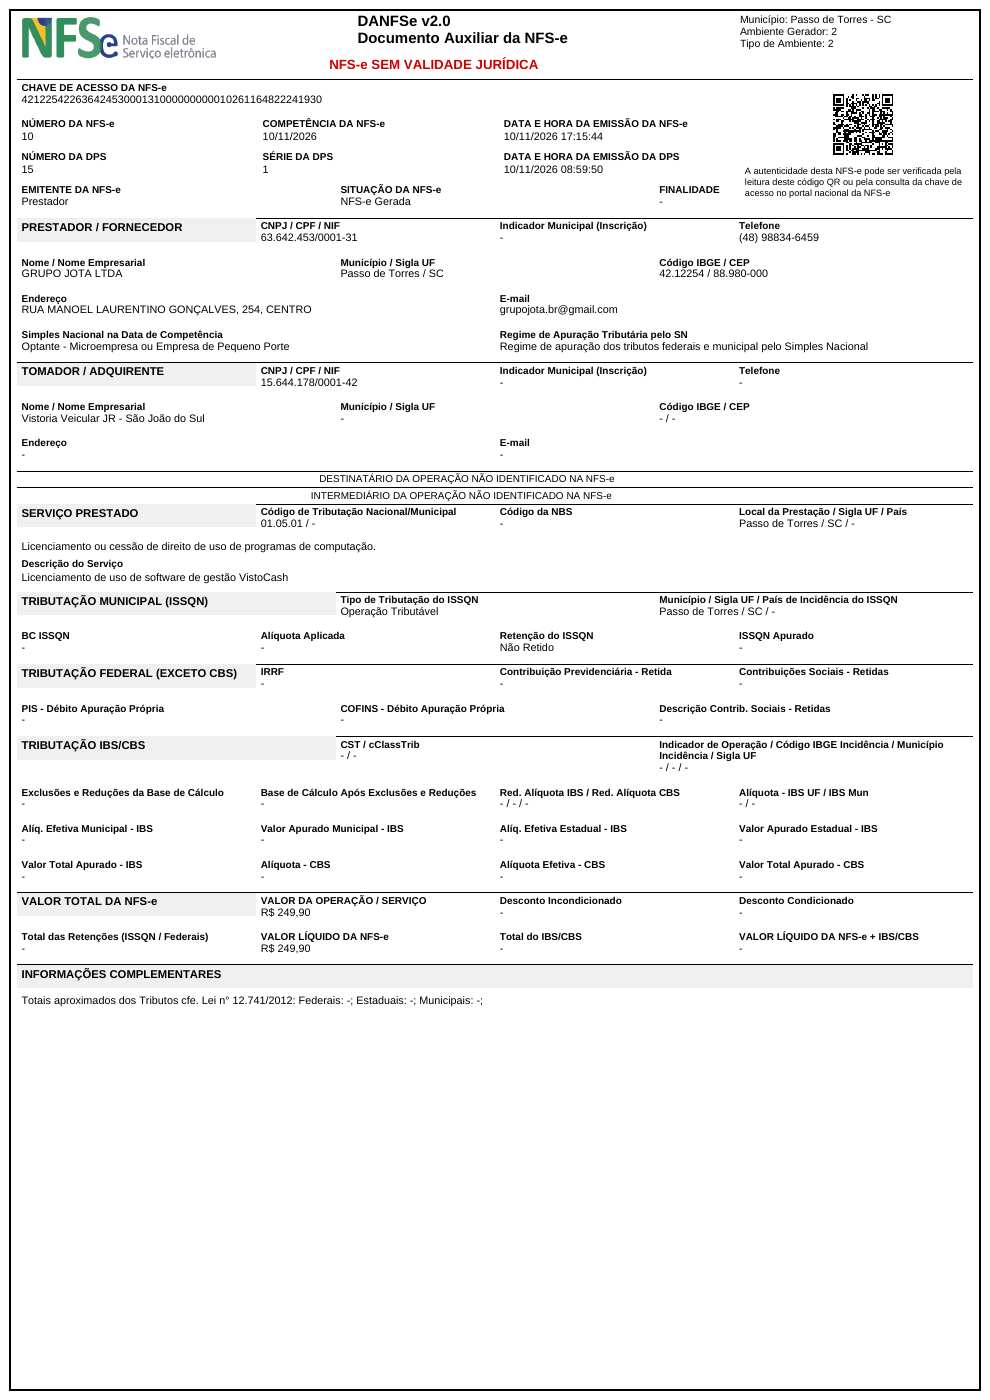 NFSe Nota Fiscal de
Serviço eletrônica
DANFSe v2.0
Documento Auxiliar da NFS-e
NFS-e SEM VALIDADE JURÍDICA
Município: Passo de Torres - SC
Ambiente Gerador: 2
Tipo de Ambiente: 2
CHAVE DE ACESSO DA NFS-e
42122542263642453000131000000000010261164822241930
NÚMERO DA NFS-e COMPETÊNCIA DA NFS-e DATA E HORA DA EMISSÃO DA NFS-e
10 10/11/2026 10/11/2026 17:15:44
NÚMERO DA DPS SÉRIE DA DPS DATA E HORA DA EMISSÃO DA DPS
15 1 10/11/2026 08:59:50
EMITENTE DA NFS-e SITUAÇÃO DA NFS-e FINALIDADE
Prestador NFS-e Gerada -
A autenticidade desta NFS-e pode ser verificada pela
leitura deste código QR ou pela consulta da chave de
acesso no portal nacional da NFS-e
PRESTADOR / FORNECEDOR CNPJ / CPF / NIF Indicador Municipal (Inscrição) Telefone
63.642.453/0001-31 - (48) 98834-6459
Nome / Nome Empresarial Município / Sigla UF Código IBGE / CEP
GRUPO JOTA LTDA Passo de Torres / SC 42.12254 / 88.980-000
Endereço E-mail
RUA MANOEL LAURENTINO GONÇALVES, 254, CENTRO grupojota.br@gmail.com
Simples Nacional na Data de Competência Regime de Apuração Tributária pelo SN
Optante - Microempresa ou Empresa de Pequeno Porte Regime de apuração dos tributos federais e municipal pelo Simples Nacional
TOMADOR / ADQUIRENTE CNPJ / CPF / NIF Indicador Municipal (Inscrição) Telefone
15.644.178/0001-42 - -
Nome / Nome Empresarial Município / Sigla UF Código IBGE / CEP
Vistoria Veicular JR - São João do Sul - - / -
Endereço E-mail
- -
DESTINATÁRIO DA OPERAÇÃO NÃO IDENTIFICADO NA NFS-e
INTERMEDIÁRIO DA OPERAÇÃO NÃO IDENTIFICADO NA NFS-e
SERVIÇO PRESTADO Código de Tributação Nacional/Municipal Código da NBS Local da Prestação / Sigla UF / País
01.05.01 / - - Passo de Torres / SC / -
Licenciamento ou cessão de direito de uso de programas de computação.
Descrição do Serviço
Licenciamento de uso de software de gestão VistoCash
TRIBUTAÇÃO MUNICIPAL (ISSQN) Tipo de Tributação do ISSQN Município / Sigla UF / País de Incidência do ISSQN
Operação Tributável Passo de Torres / SC / -
BC ISSQN Alíquota Aplicada Retenção do ISSQN ISSQN Apurado
- - Não Retido -
TRIBUTAÇÃO FEDERAL (EXCETO CBS) IRRF Contribuição Previdenciária - Retida Contribuições Sociais - Retidas
- - -
PIS - Débito Apuração Própria COFINS - Débito Apuração Própria Descrição Contrib. Sociais - Retidas
- - -
TRIBUTAÇÃO IBS/CBS CST / cClassTrib Indicador de Operação / Código IBGE Incidência / Município
Incidência / Sigla UF
- / - - / - / -
Exclusões e Reduções da Base de Cálculo Base de Cálculo Após Exclusões e Reduções Red. Alíquota IBS / Red. Alíquota CBS Alíquota - IBS UF / IBS Mun
- - - / - / - - / -
Alíq. Efetiva Municipal - IBS Valor Apurado Municipal - IBS Alíq. Efetiva Estadual - IBS Valor Apurado Estadual - IBS
- - - -
Valor Total Apurado - IBS Alíquota - CBS Alíquota Efetiva - CBS Valor Total Apurado - CBS
- - - -
VALOR TOTAL DA NFS-e VALOR DA OPERAÇÃO / SERVIÇO Desconto Incondicionado Desconto Condicionado
R$ 249,90 - -
Total das Retenções (ISSQN / Federais) VALOR LÍQUIDO DA NFS-e Total do IBS/CBS VALOR LÍQUIDO DA NFS-e + IBS/CBS
- R$ 249,90 - -
INFORMAÇÕES COMPLEMENTARES
Totais aproximados dos Tributos cfe. Lei n° 12.741/2012: Federais: -; Estaduais: -; Municipais: -;